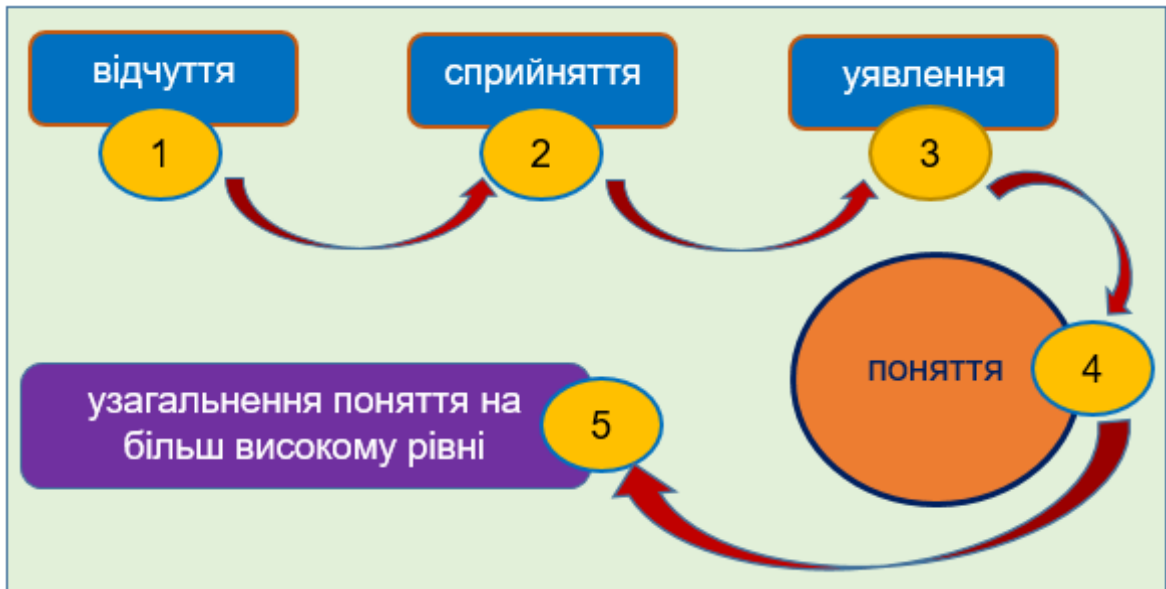 відчуття
1
сприйняття
2
уявлення
3
поняття
4
узагальнення поняття на
більш високому рівні
5